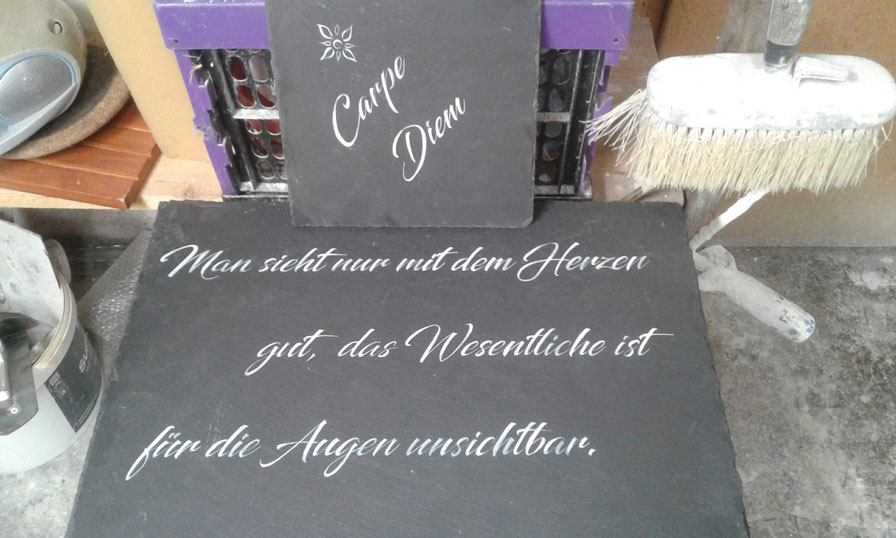 Carpe
Diem
Man sieht nur mit dem Herzen
gut, das Wesentliche ist
für die Augen unsichtbar.